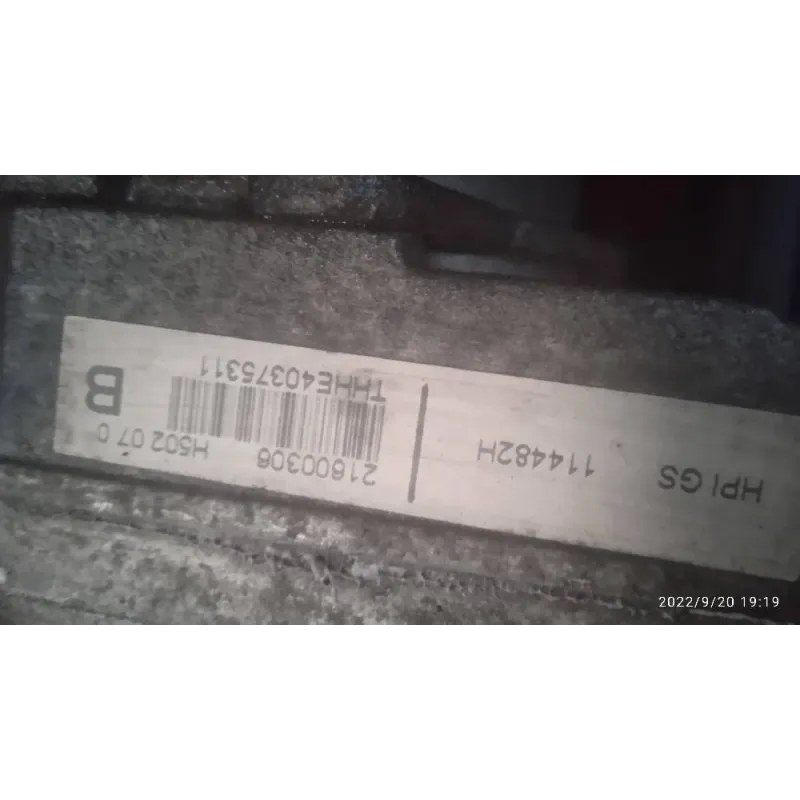 HPI GS 114482H
21600306 H502 07 0
THHE40375311 B
2022/9/20 19:19